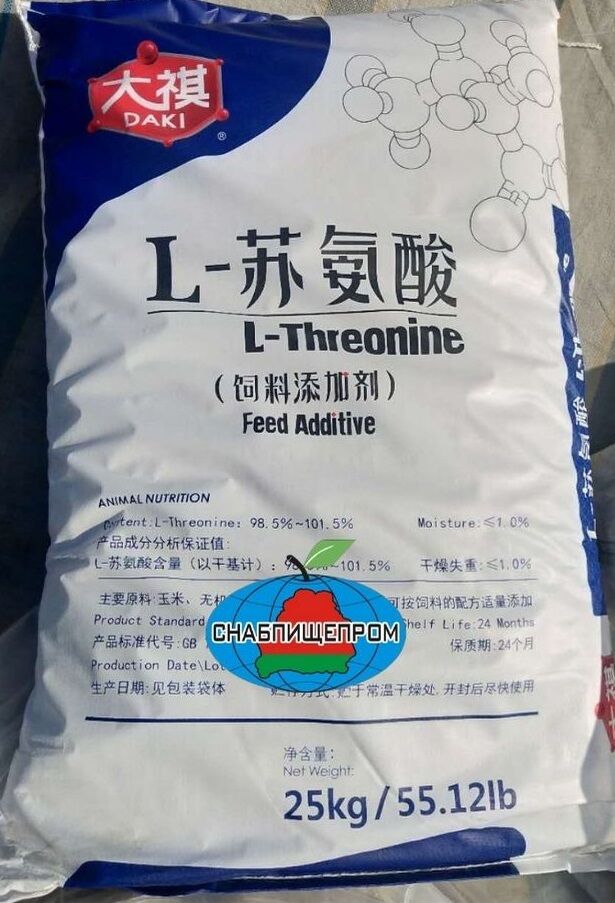 大祺
DAKI
®
L-苏氨酸
L-Threonine
（饲料添加剂）
Feed Additive
ANIMAL NUTRITION
L-Threonine: 98.5%~101.5% Moisture:≤1.0%
产品成分分析保证值:
L-苏氨酸含量（以干基计）: 101.5% 干燥失重:≤1.0%
主要原料:玉米、 可按饲料的配方适量添加
Product Standard Shelf Life:24 Months
产品标准代号:GB 保质期:24个月
Production Date\Lot
生产日期:见包装袋体 贮于常温干燥处,开封后尽快使用
СНАБПИЩЕПРОМ
净含量:
Net Weight:
25kg/55.12lb